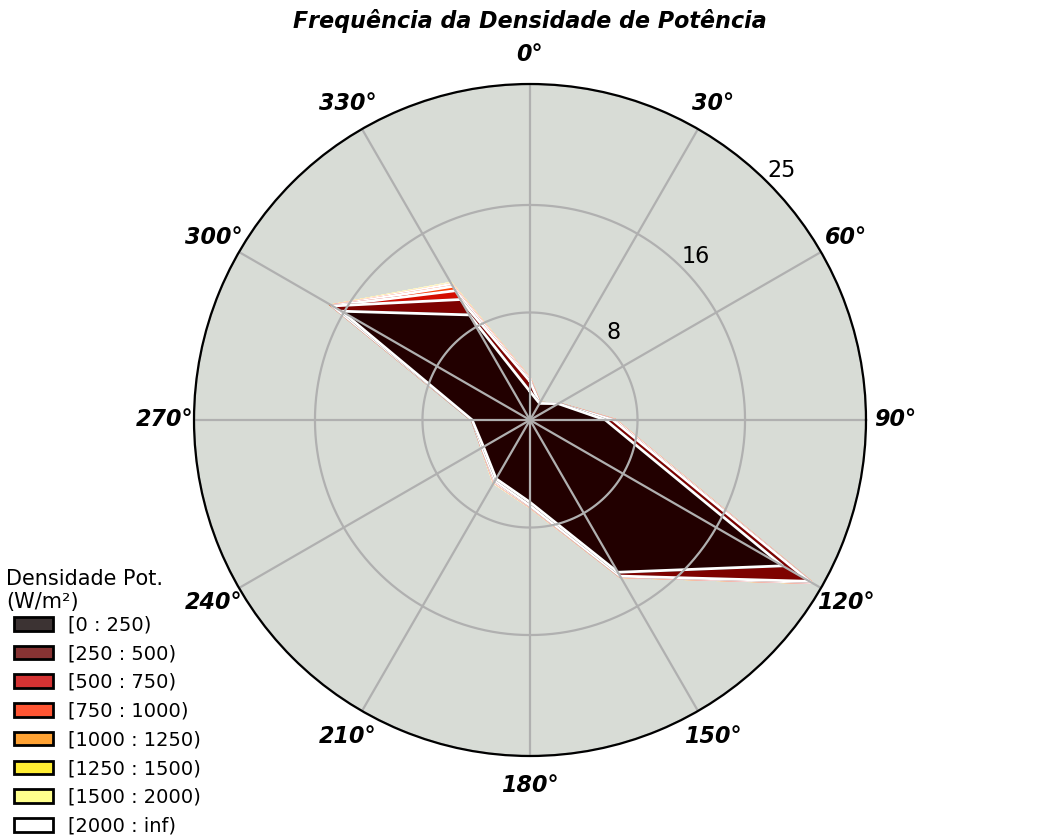 Frequência da Densidade de Potência
0°
330°
30°
25
300°
60°
16
8
270°
90°
Densidade Pot.
(W/m²)
240°
120°
[0 : 250)
[250 : 500)
[500 : 750)
[750 : 1000)
[1000 : 1250)
[1250 : 1500)
[1500 : 2000)
[2000 : inf)
210°
150°
180°